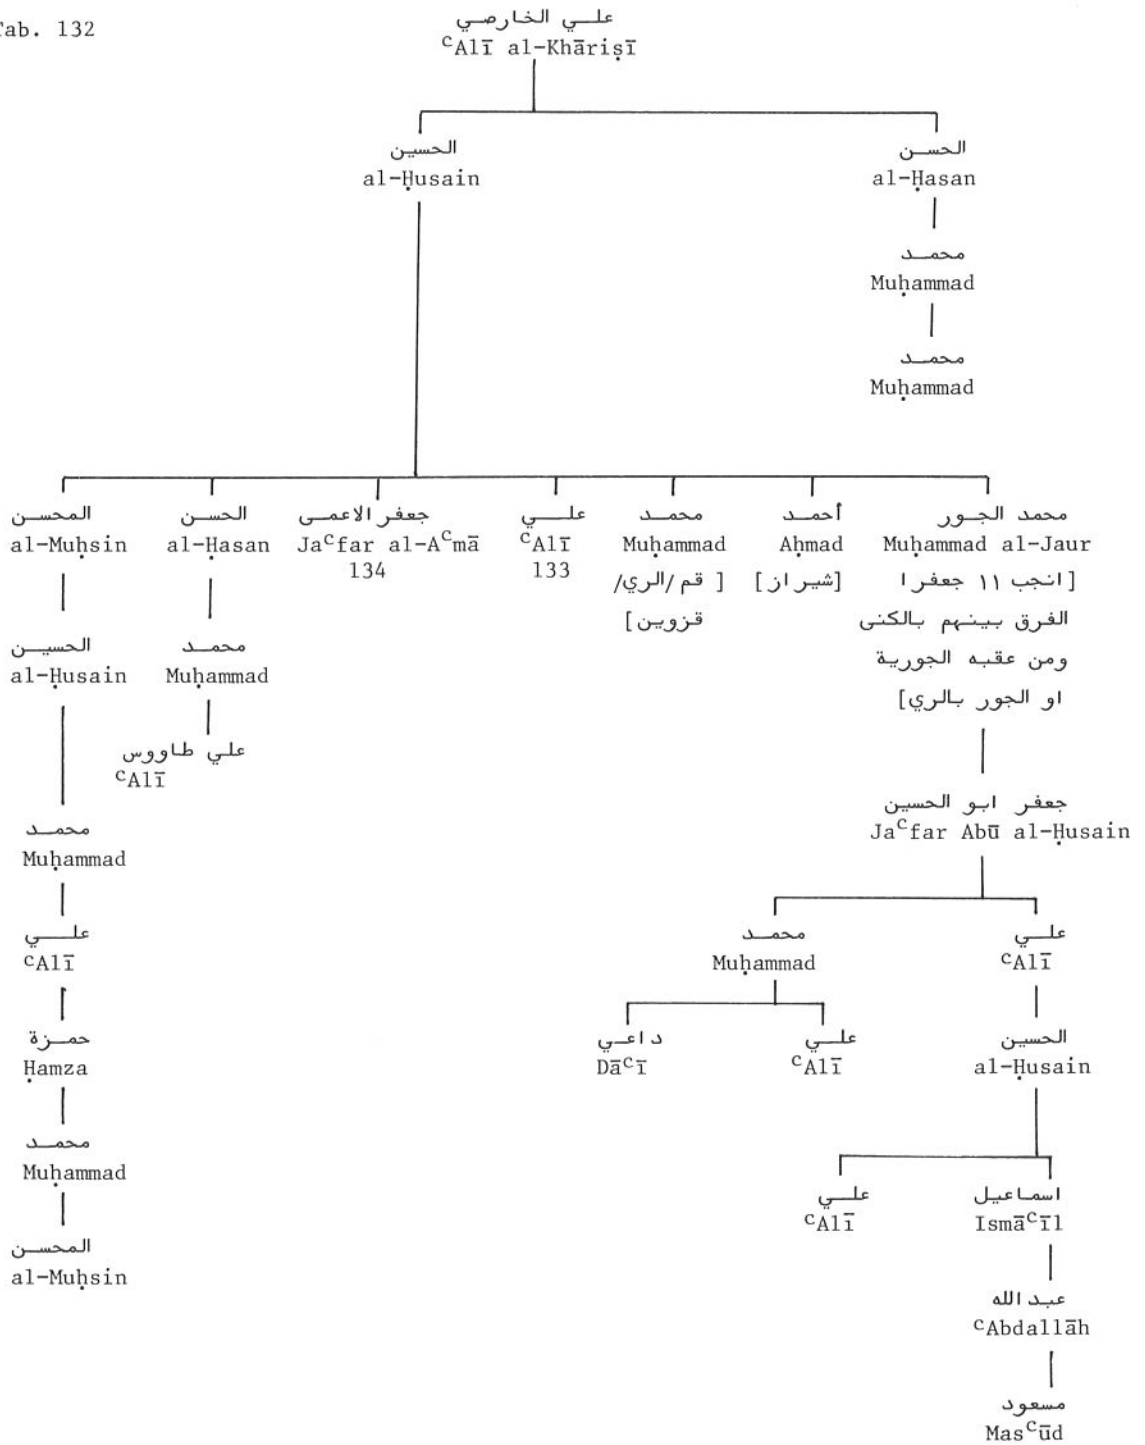 Tab. 132
علي الخارصي
ᶜAlī al-Khāriṣī
الحسين
al-Ḥusain
الحسن
al-Ḥasan
محمد
Muḥammad
محمد
Muḥammad
المحسن
al-Muḥsin
الحسن
al-Ḥasan
جعفر الاعمى
Jaᶜfar al-Aᶜmā
134
علي
ᶜAlī
133
محمد
Muḥammad
[ قم /الري/
قزوين]
أحمد
Aḥmad
[شيراز]
محمد الجور
Muḥammad al-Jaur
[انجب ١١ جعفرا
الفرق بينهم بالكنى
ومن عقبه الجورية
او الجور بالري]
الحسين
al-Ḥusain
محمد
Muḥammad
علي طاووس
ᶜAlī
جعفر ابو الحسين
Jaᶜfar Abū al-Ḥusain
محمد
Muḥammad
علي
ᶜAlī
محمد
Muḥammad
علي
ᶜAlī
حمزة
Ḥamza
داعي
Dāᶜī
علي
ᶜAlī
الحسين
al-Ḥusain
محمد
Muḥammad
علي
ᶜAlī
اسماعيل
Ismāᶜīl
المحسن
al-Muḥsin
عبد الله
ᶜAbdallāh
مسعود
Masᶜūd